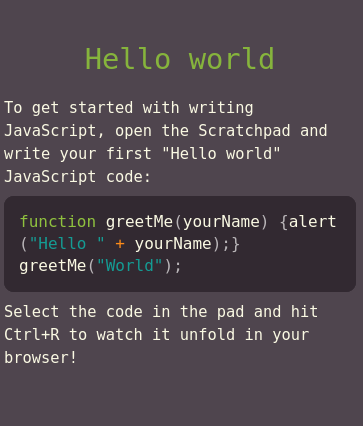 Hello world
To get started with writing
JavaScript, open the Scratchpad and
write your first "Hello world"
JavaScript code:
function greetMe(yourName) {alert
("Hello " + yourName);}
greetMe("World");
Select the code in the pad and hit
Ctrl+R to watch it unfold in your
browser!